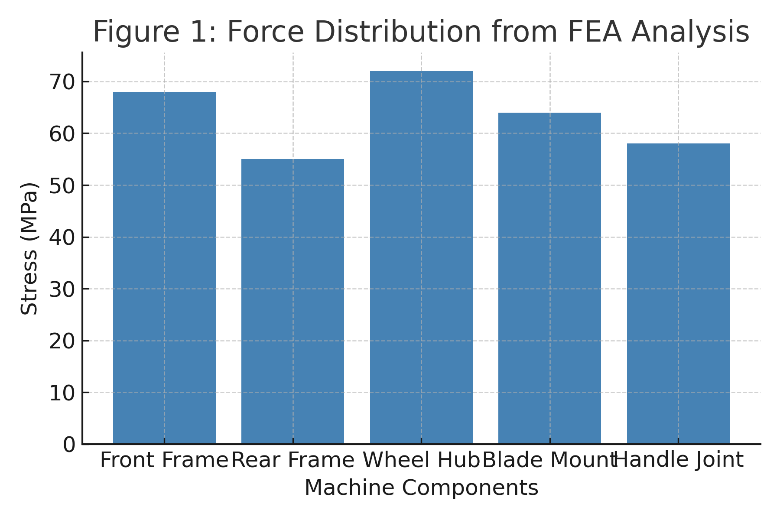 Figure 1: Force Distribution from FEA Analysis
70
60
50
40
30
20
10
0
Stress (MPa)
Front Frame Rear Frame Wheel Hub Blade Mount Handle Joint
Machine Components